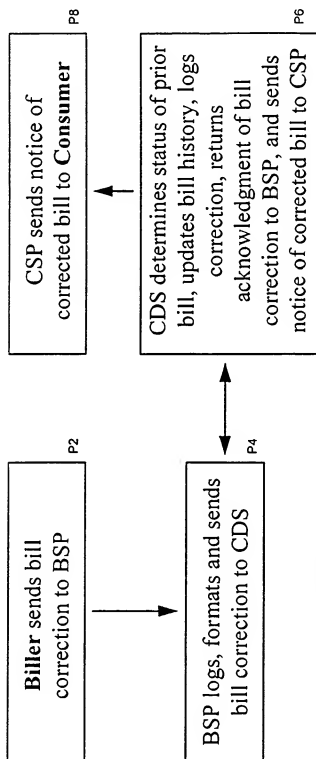 Biller sends bill
correction to BSP
P2
BSP logs, formats and sends
bill correction to CDS
P4
CDS determines status of prior
bill, updates bill history, logs
correction, returns
acknowledgment of bill
correction to BSP, and sends
notice of corrected bill to CSP
P6
CSP sends notice of
corrected bill to Consumer
P8